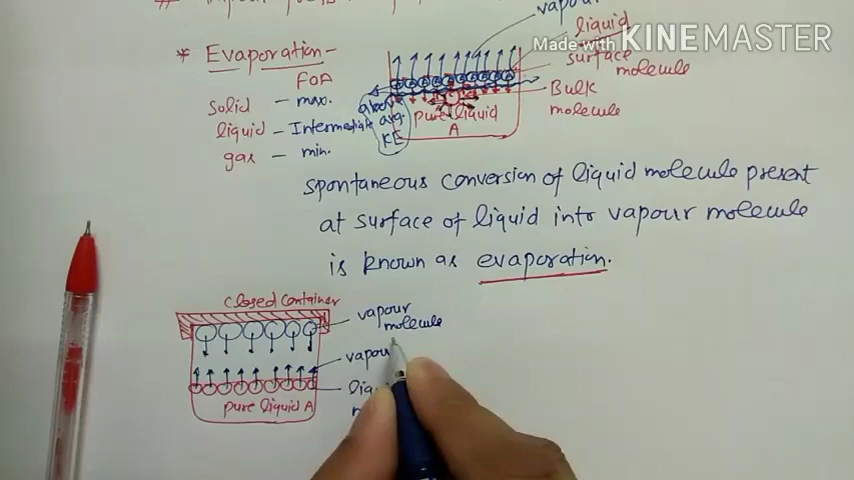 vapour
liquid
Made with KINEMASTER
* Evaporation-
surface
molecule
FOA
solid - max.
above
Bulk
molecule
liquid - Intermediate
avg.
pure liquid
A
gas - min.
KE
spontaneous conversion of liquid molecule present
at surface of liquid into vapour molecule
is known as evaporation.
closed container
vapour
molecule
vapou
pure liquid A